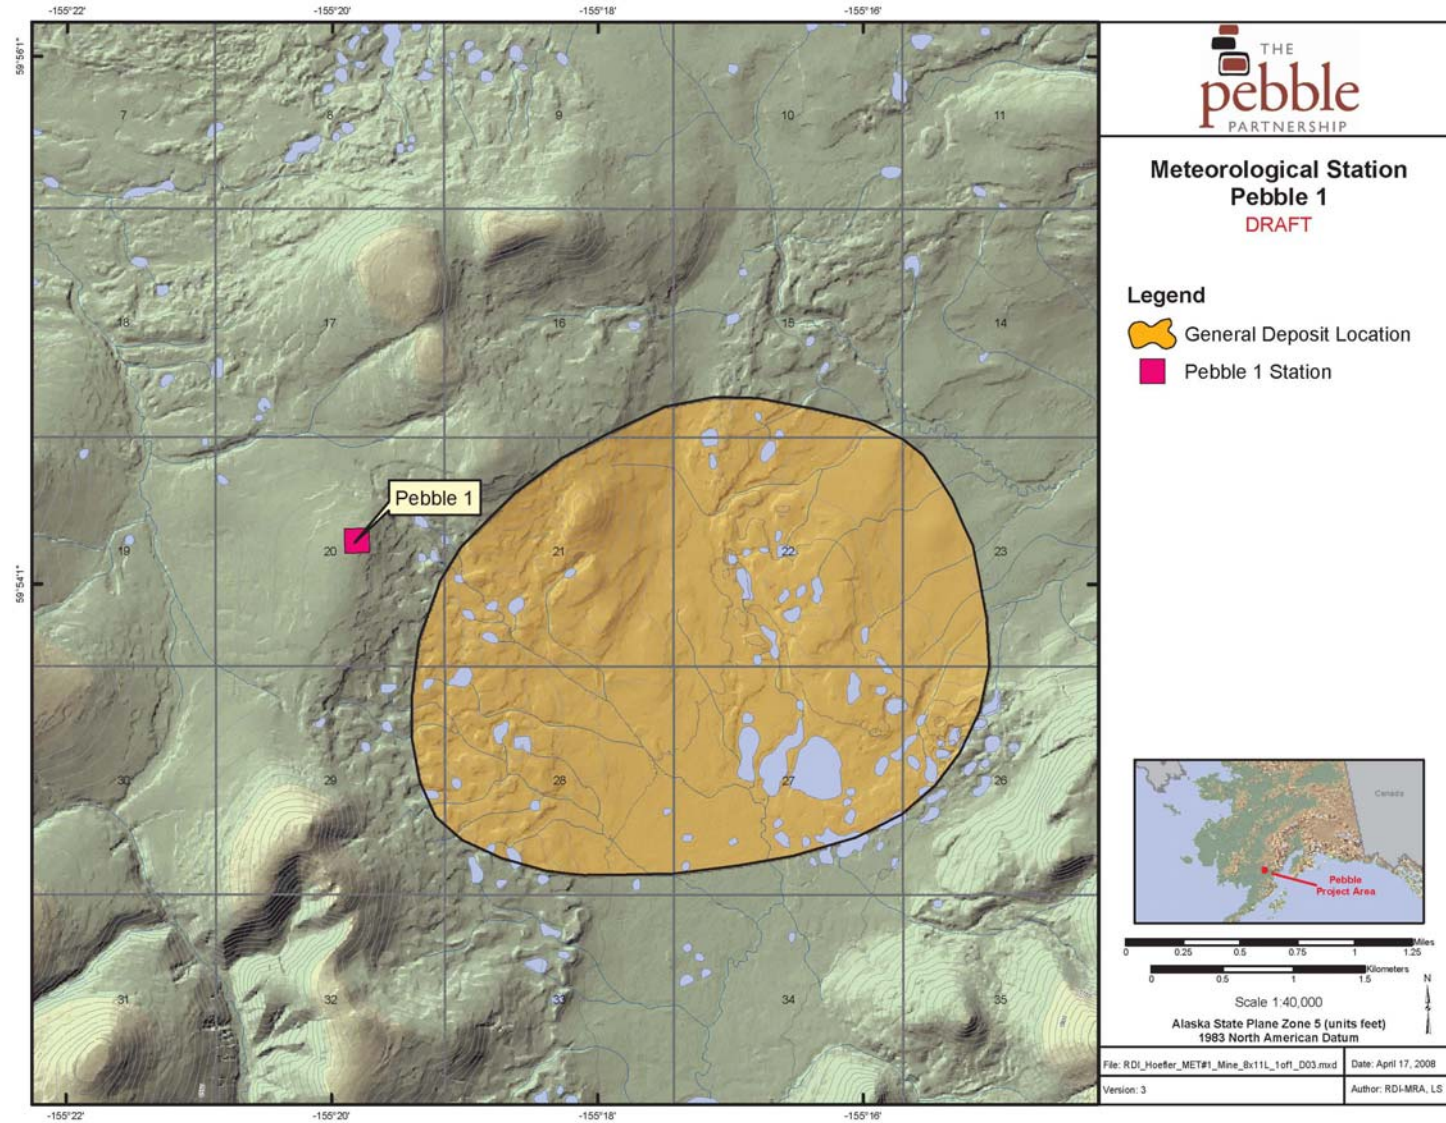 -155°22' -155°20' -155°18' -155°16'
59°56'1"
59°54'1"
7 8 9 10 11
18 17 16 15 14
Pebble 1
19 20 21 22 23
30 29 28 27 26
31 32 33 34 35
-155°22' -155°20' -155°18' -155°16'
THE
pebble
PARTNERSHIP
Meteorological Station
Pebble 1
DRAFT
Legend
General Deposit Location
Pebble 1 Station
Canada
Pebble
Project Area
Miles
0 0.25 0.5 0.75 1 1.25
Kilometers
0 0.5 1 1.5
N
Scale 1:40,000
Alaska State Plane Zone 5 (units feet)
1983 North American Datum
File: RDI_Hoefler_MET#1_Mine_8x11L_1of1_D03.mxd
Date: April 17, 2008
Version: 3
Author: RDI-MRA, LS